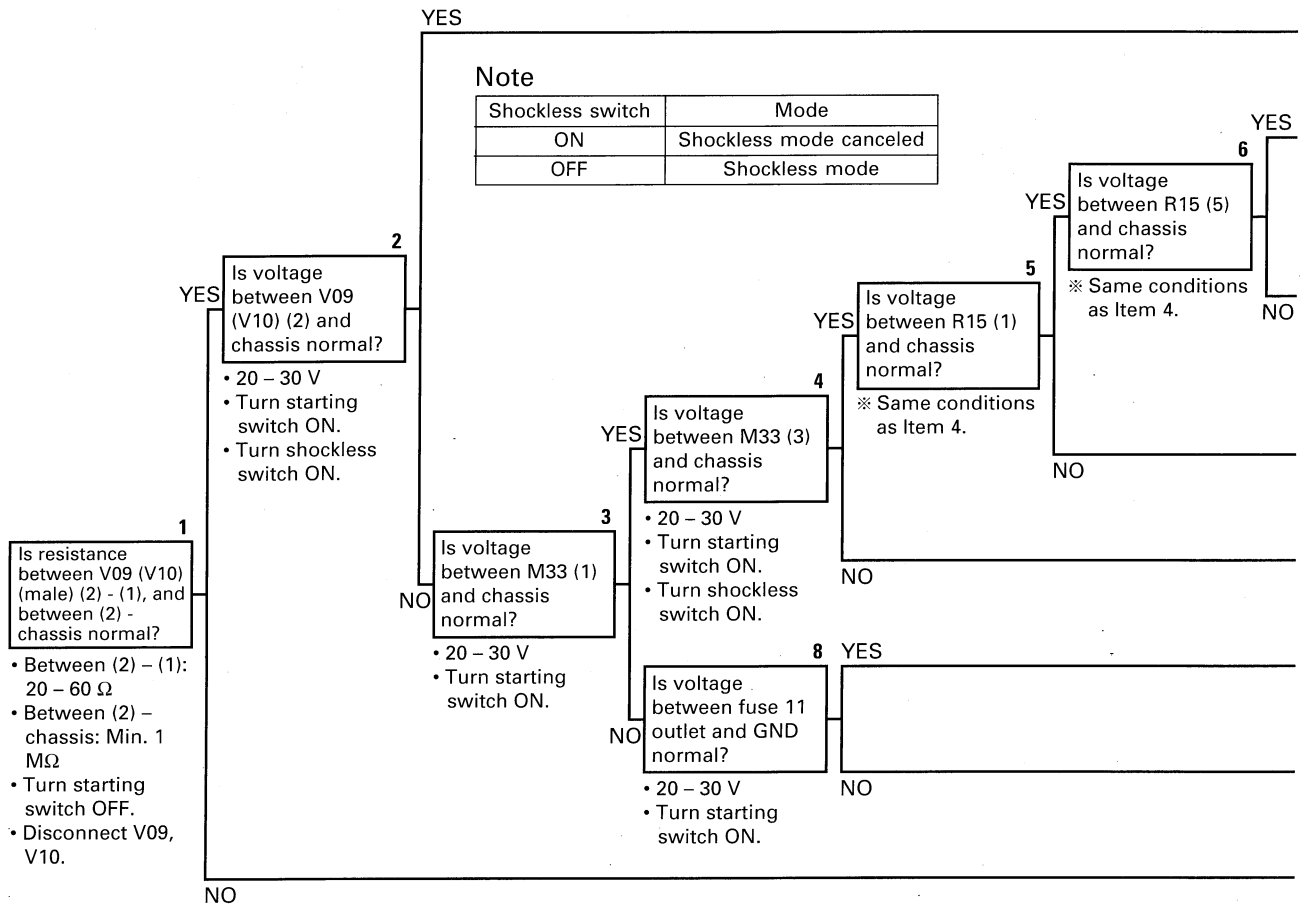 YES
Note
Shockless switch Mode
ON Shockless mode canceled
OFF Shockless mode
YES
6
Is voltage
between R15 (5)
and chassis
normal?
※ Same conditions
as Item 4.
NO
YES
5
Is voltage
between R15 (1)
and chassis
normal?
※ Same conditions
as Item 4.
NO
YES
2
Is voltage
between V09
(V10) (2) and
chassis normal?
• 20 – 30 V
• Turn starting
switch ON.
• Turn shockless
switch ON.
YES
4
Is voltage
between M33 (3)
and chassis
normal?
• 20 – 30 V
• Turn starting
switch ON.
• Turn shockless
switch ON.
YES
NO
3
Is voltage
between M33 (1)
and chassis
normal?
• 20 – 30 V
• Turn starting
switch ON.
YES
NO
1
Is resistance
between V09 (V10)
(male) (2) - (1), and
between (2) -
chassis normal?
• Between (2) – (1):
20 – 60 Ω
• Between (2) –
chassis: Min. 1
MΩ
• Turn starting
switch OFF.
• Disconnect V09,
V10.
8
Is voltage
between fuse 11
outlet and GND
normal?
• 20 – 30 V
• Turn starting
switch ON.
YES
NO
NO
NO